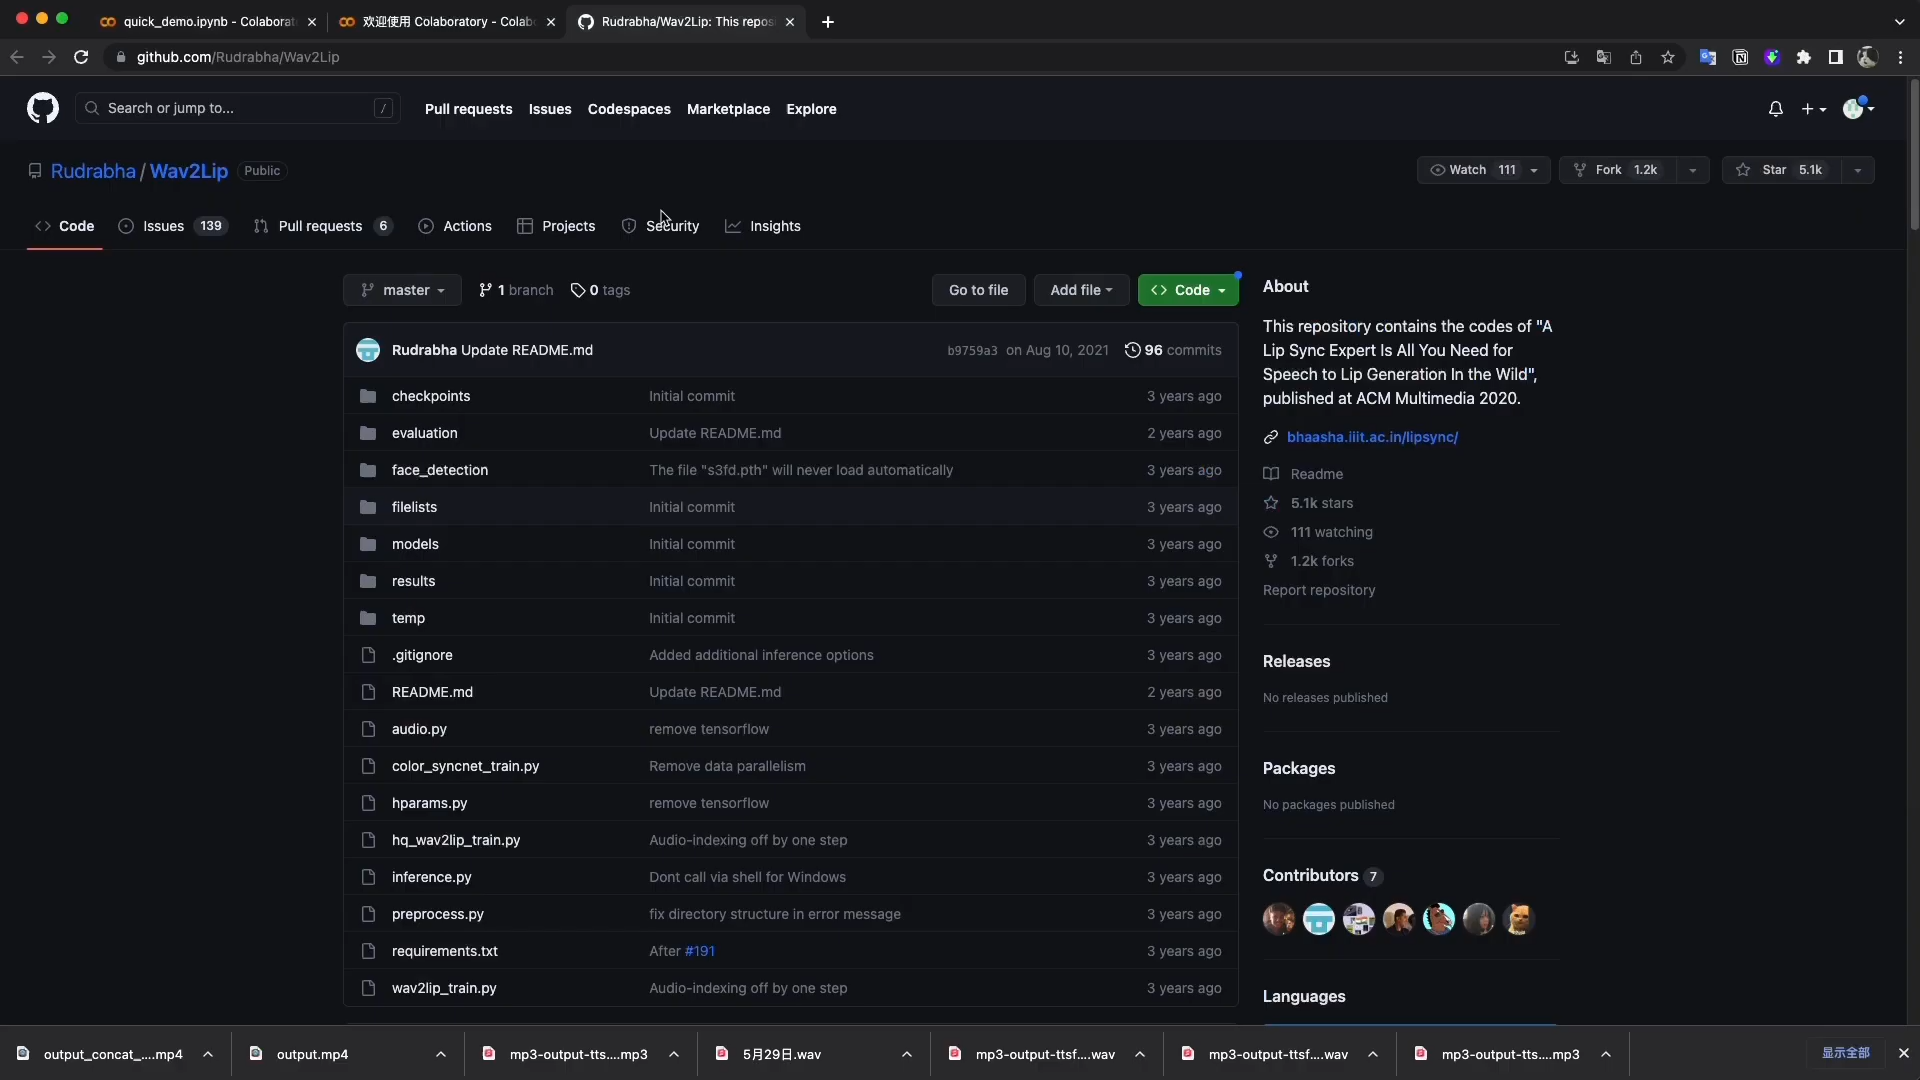 quick_demo.ipynb - Colaborat
欢迎使用 Colaboratory - Colab
Rudrabha/Wav2Lip: This repos
github.com/Rudrabha/Wav2Lip
Search or jump to...
/
Pull requests
Issues
Codespaces
Marketplace
Explore
Rudrabha / Wav2Lip
Public
Watch 111
Fork 1.2k
Star 5.1k
Code
Issues 139
Pull requests 6
Actions
Projects
Security
Insights
master
1 branch
0 tags
Go to file
Add file
Code
Rudrabha Update README.md
b9759a3 on Aug 10, 2021
96 commits
checkpoints Initial commit 3 years ago
evaluation Update README.md 2 years ago
face_detection The file "s3fd.pth" will never load automatically 3 years ago
filelists Initial commit 3 years ago
models Initial commit 3 years ago
results Initial commit 3 years ago
temp Initial commit 3 years ago
.gitignore Added additional inference options 3 years ago
README.md Update README.md 2 years ago
audio.py remove tensorflow 3 years ago
color_syncnet_train.py Remove data parallelism 3 years ago
hparams.py remove tensorflow 3 years ago
hq_wav2lip_train.py Audio-indexing off by one step 3 years ago
inference.py Dont call via shell for Windows 3 years ago
preprocess.py fix directory structure in error message 3 years ago
requirements.txt After #191 3 years ago
wav2lip_train.py Audio-indexing off by one step 3 years ago
About
This repository contains the codes of "A
Lip Sync Expert Is All You Need for
Speech to Lip Generation In the Wild",
published at ACM Multimedia 2020.
bhaasha.iiit.ac.in/lipsync/
Readme
5.1k stars
111 watching
1.2k forks
Report repository
Releases
No releases published
Packages
No packages published
Contributors 7
Languages
output_concat_....mp4
output.mp4
mp3-output-tts....mp3
5月29日.wav
mp3-output-ttsf....wav
mp3-output-ttsf....wav
mp3-output-tts....mp3
显示全部